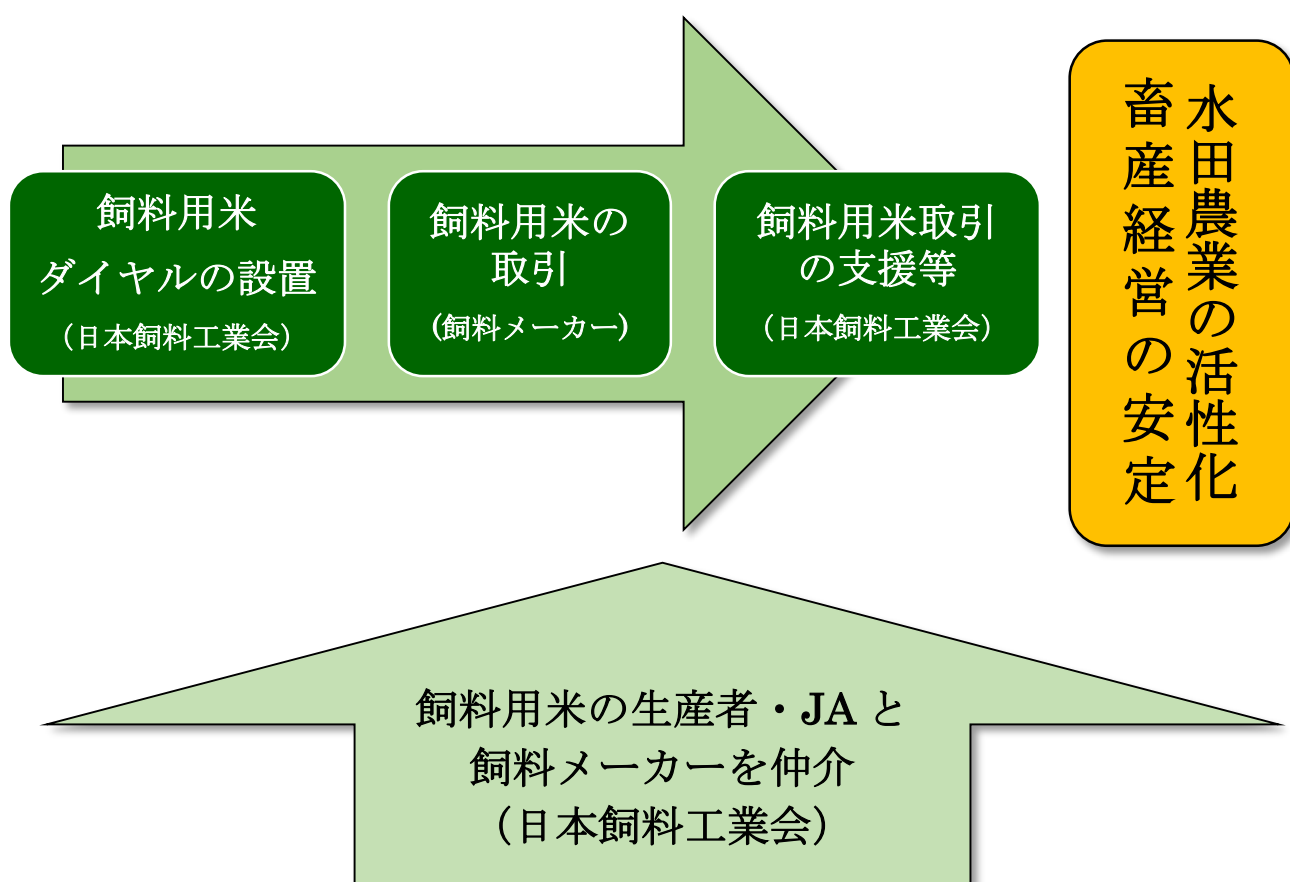 飼料用米
ダイヤルの設置
（日本飼料工業会）
飼料用米の
取引
(飼料メーカー)
飼料用米取引
の支援等
（日本飼料工業会）
水田農業の活性化
畜産経営の安定
飼料用米の生産者・JA と
飼料メーカーを仲介
（日本飼料工業会）